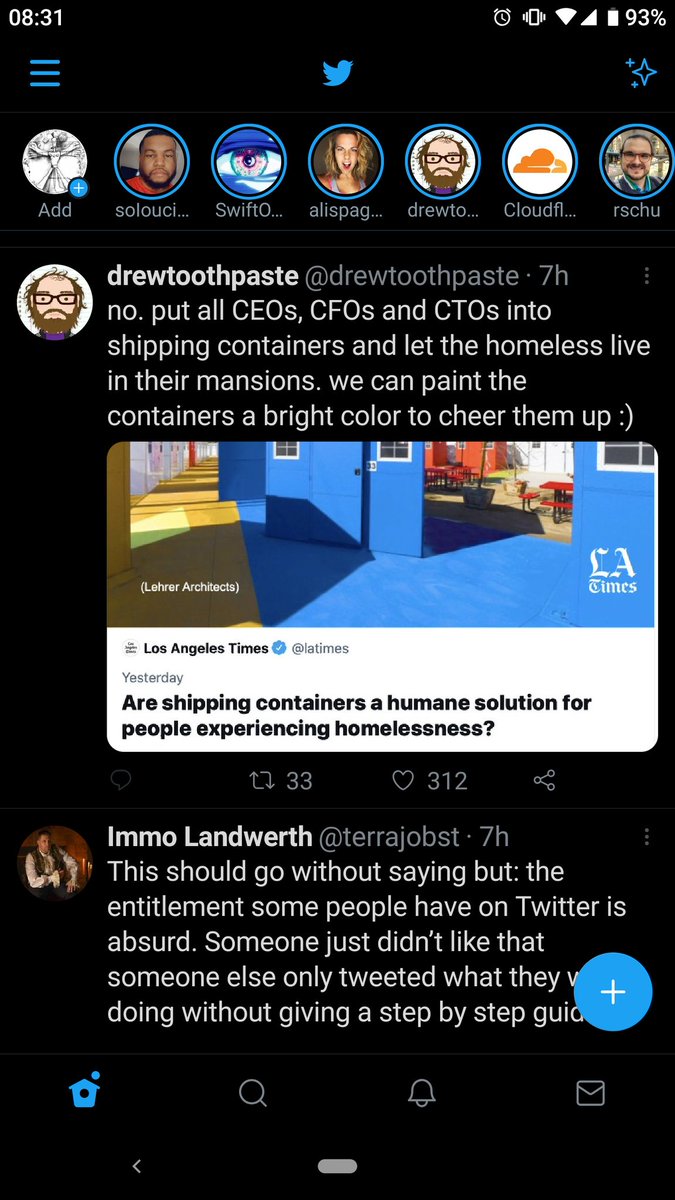 08:31
93%
Add
solouci...
SwiftO...
alispag...
drewto...
Cloudfl...
rschu
drewtoothpaste @drewtoothpaste · 7h
no. put all CEOs, CFOs and CTOs into
shipping containers and let the homeless live
in their mansions. we can paint the
containers a bright color to cheer them up :)
33
(Lehrer Architects)
LA
Times
Los Angeles Times @latimes
Yesterday
Are shipping containers a humane solution for
people experiencing homelessness?
33
312
Immo Landwerth @terrajobst · 7h
This should go without saying but: the
entitlement some people have on Twitter is
absurd. Someone just didn’t like that
someone else only tweeted what they
doing without giving a step by step